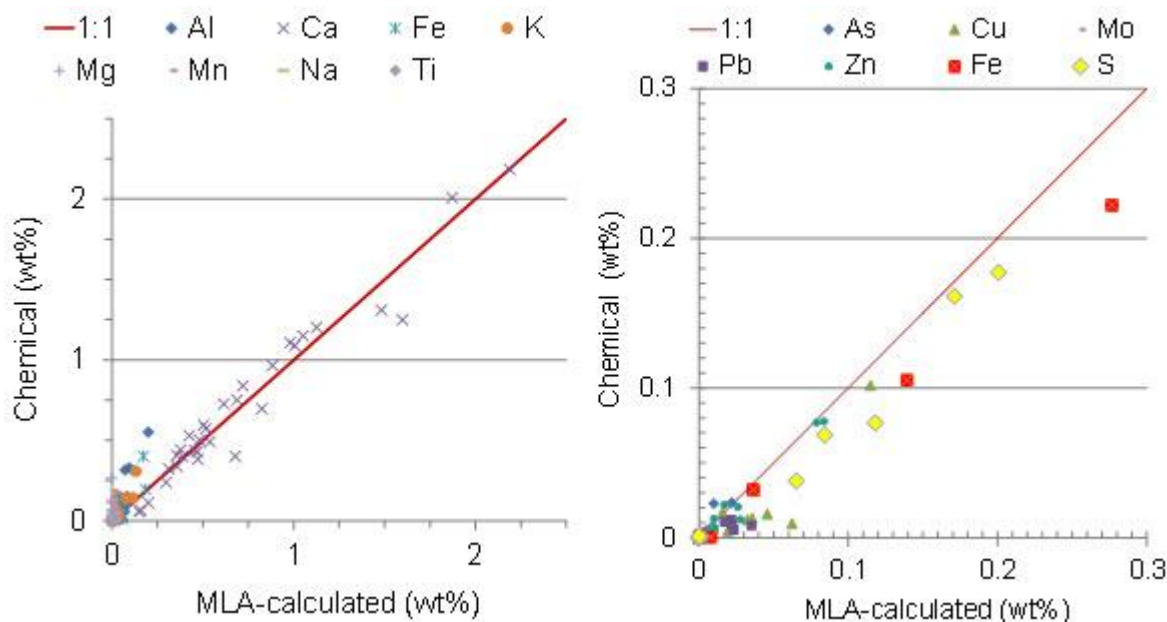 1:1 Al Ca Fe K
Mg Mn Na Ti
Chemical (wt%)
2
1
0
0 1 2
MLA-calculated (wt%)
1:1 As Cu Mo
Pb Zn Fe S
Chemical (wt%)
0.3
0.2
0.1
0
0 0.1 0.2 0.3
MLA-calculated (wt%)